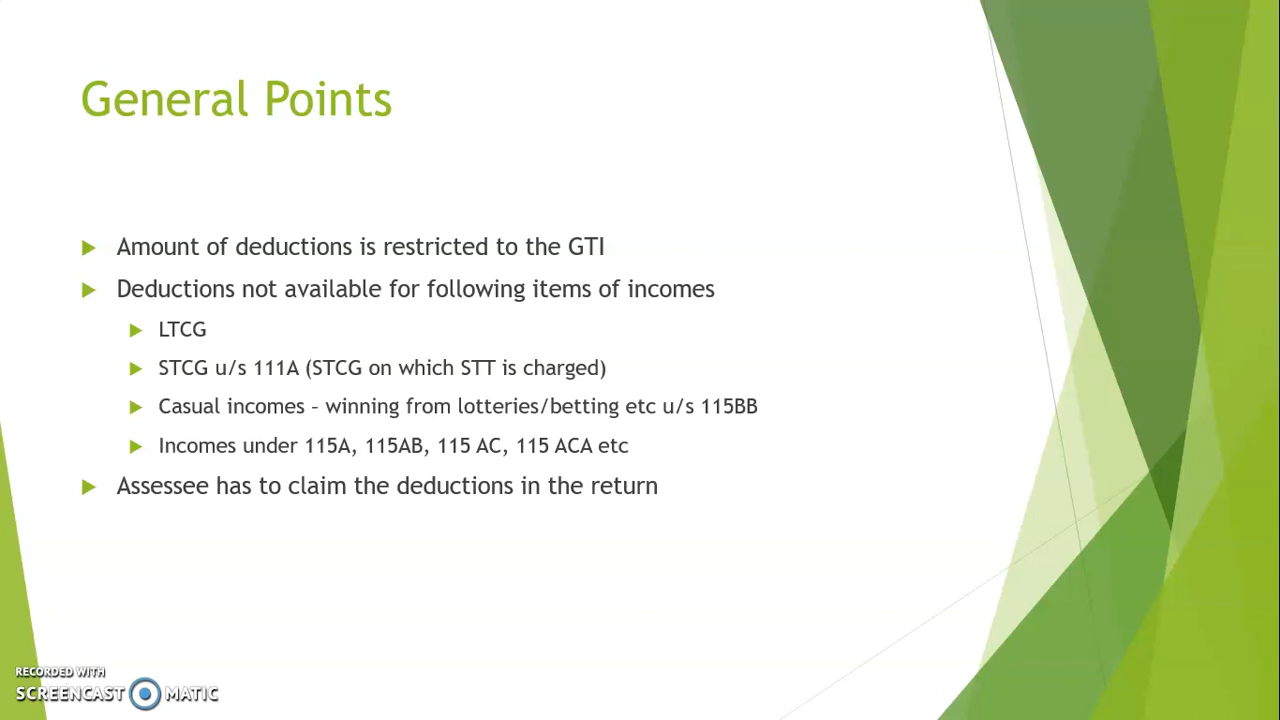 General Points
Amount of deductions is restricted to the GTI
Deductions not available for following items of incomes
LTCG
STCG u/s 111A (STCG on which STT is charged)
Casual incomes – winning from lotteries/betting etc u/s 115BB
Incomes under 115A, 115AB, 115 AC, 115 ACA etc
Assessee has to claim the deductions in the return
RECORDED WITH
SCREENCAST MATIC